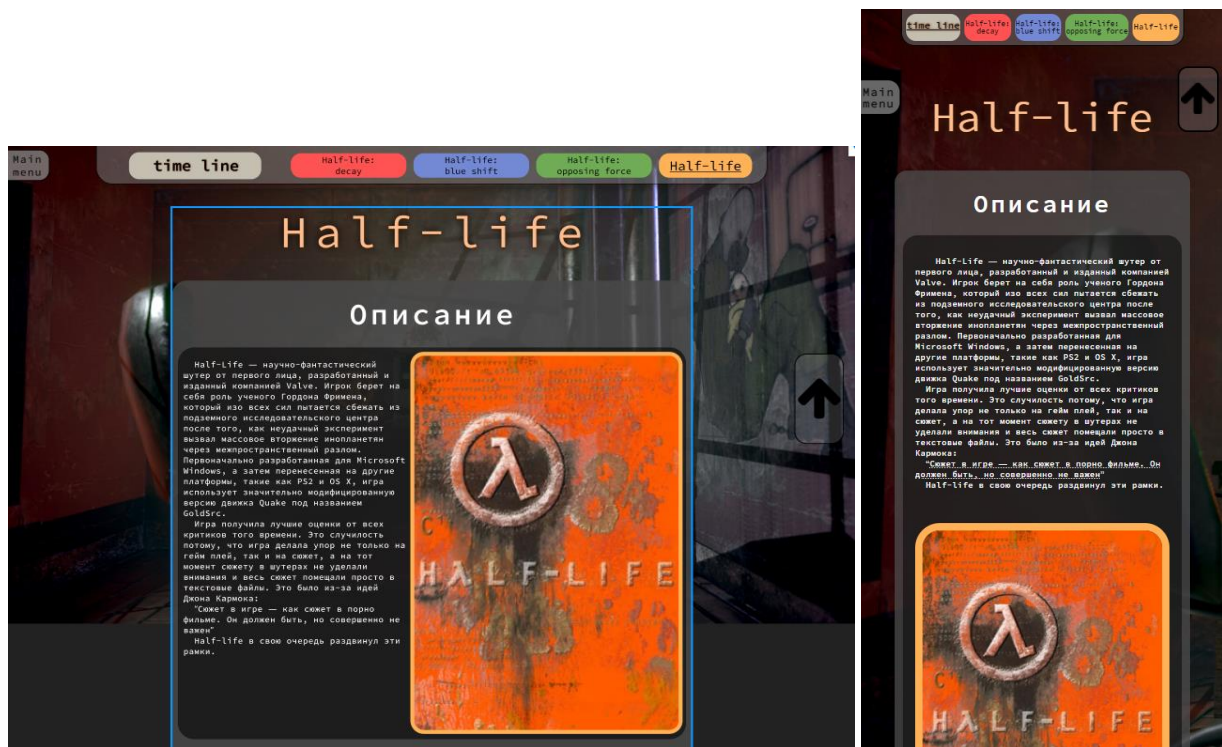 Main
menu
time line
Half-life:
decay
Half-life:
blue shift
Half-life:
opposing force
Half-life
Half-life
Описание
Half-Life — научно-фантастический
шутер от первого лица, разработанный и
изданный компанией Valve. Игрок берет на
себя роль ученого Гордона Фримена,
который изо всех сил пытается сбежать из
подземного исследовательского центра
после того, как неудачный эксперимент
вызвал массовое вторжение инопланетян
через межпространственный разлом.
Первоначально разработанная для Microsoft
Windows, а затем перенесенная на другие
платформы, такие как PS2 и OS X, игра
использует значительно модифицированную
версию движка Quake под названием
GoldSrc.
Игра получила лучшие оценки от всех
критиков того времени. Это случилость
потому, что игра делала упор не только на
гейм плей, так и на сюжет, а на тот
момент сюжету в шутерах не уделали
внимания и весь сюжет помещали просто в
текстовые файлы. Это было из-за идей
Джона Кармока:
"Сюжет в игре — как сюжет в порно
фильме. Он должен быть, но совершенно не
важен"
Half-life в свою очередь раздвинул эти
рамки.
HλLF-LIFE
time line
Half-life:
decay
Half-life:
blue shift
Half-life:
opposing force
Half-life
Main
menu
Half-life
Описание
Half-Life — научно-фантастический шутер от
первого лица, разработанный и изданный компанией
Valve. Игрок берет на себя роль ученого Гордона
Фримена, который изо всех сил пытается сбежать
из подземного исследовательского центра после
того, как неудачный эксперимент вызвал массовое
вторжение инопланетян через межпространственный
разлом. Первоначально разработанная для
Microsoft Windows, а затем перенесенная на
другие платформы, такие как PS2 и OS X, игра
использует значительно модифицированную версию
движка Quake под названием GoldSrc.
Игра получила лучшие оценки от всех критиков
того времени. Это случилость потому, что игра
делала упор не только на гейм плей, так и на
сюжет, а на тот момент сюжету в шутерах не
уделали внимания и весь сюжет помещали просто в
текстовые файлы. Это было из-за идей Джона
Кармока:
"Сюжет в игре — как сюжет в порно фильме. Он
должен быть, но совершенно не важен"
Half-life в свою очередь раздвинул эти рамки.
HλLF-LIFE